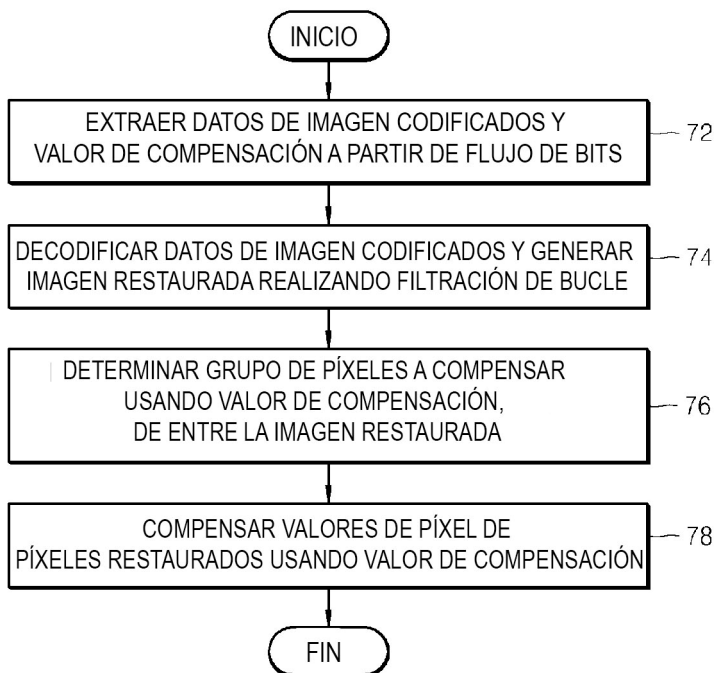 INICIO
EXTRAER DATOS DE IMAGEN CODIFICADOS Y
VALOR DE COMPENSACIÓN A PARTIR DE FLUJO DE BITS
72
DECODIFICAR DATOS DE IMAGEN CODIFICADOS Y GENERAR
IMAGEN RESTAURADA REALIZANDO FILTRACIÓN DE BUCLE
74
DETERMINAR GRUPO DE PÍXELES A COMPENSAR
USANDO VALOR DE COMPENSACIÓN,
DE ENTRE LA IMAGEN RESTAURADA
76
COMPENSAR VALORES DE PÍXEL DE
PÍXELES RESTAURADOS USANDO VALOR DE COMPENSACIÓN
78
FIN